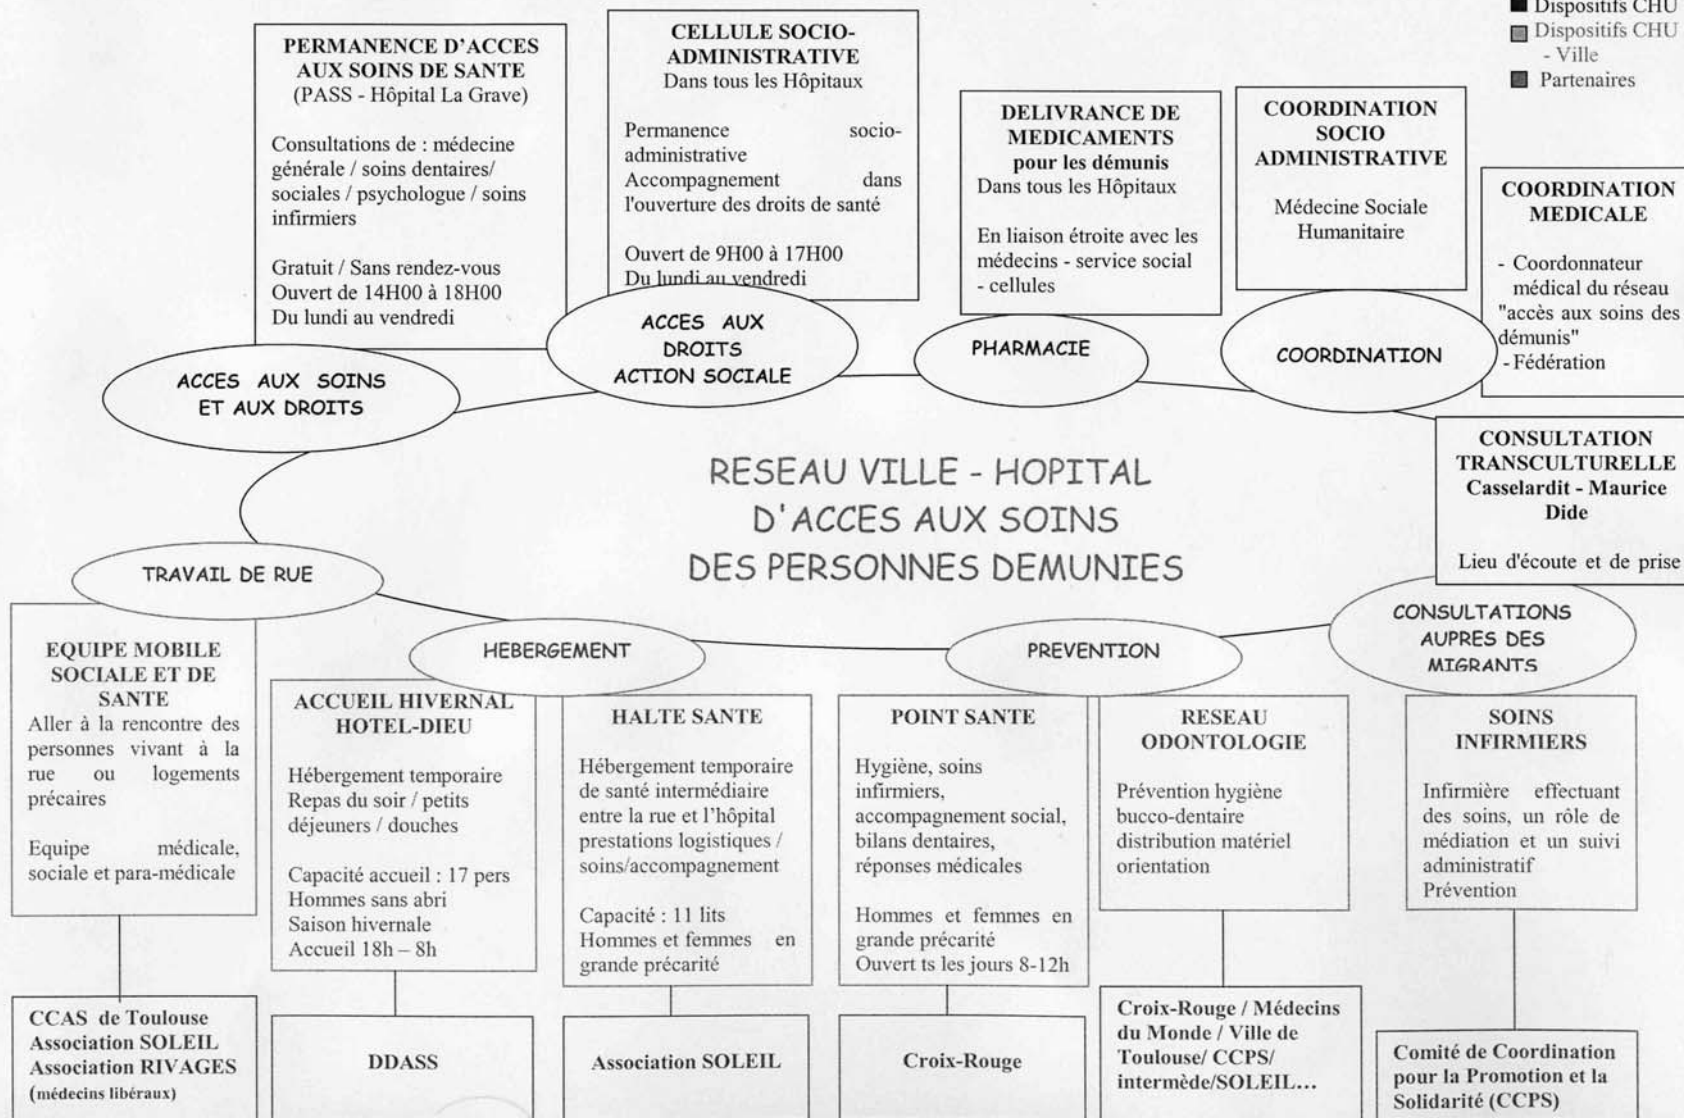 Dispositifs CHU
Dispositifs CHU
- Ville
Partenaires
PERMANENCE D'ACCES
AUX SOINS DE SANTE
(PASS - Hôpital La Grave)
Consultations de : médecine
générale / soins dentaires/
sociales / psychologue / soins
infirmiers
Gratuit / Sans rendez-vous
Ouvert de 14H00 à 18H00
Du lundi au vendredi
CELLULE SOCIO-
ADMINISTRATIVE
Dans tous les Hôpitaux
Permanence socio-
administrative
Accompagnement dans
l'ouverture des droits de santé
Ouvert de 9H00 à 17H00
Du lundi au vendredi
DELIVRANCE DE
MEDICAMENTS
pour les démunis
Dans tous les Hôpitaux
En liaison étroite avec les
médecins - service social
- cellules
COORDINATION
SOCIO
ADMINISTRATIVE
Médecine Sociale
Humanitaire
COORDINATION
MEDICALE
- Coordonnateur
médical du réseau
"accès aux soins des
démunis"
- Fédération
ACCES AUX SOINS
ET AUX DROITS
ACCES AUX
DROITS
ACTION SOCIALE
PHARMACIE
COORDINATION
CONSULTATION
TRANSCULTURELLE
Casselardit - Maurice
Dide
Lieu d'écoute et de prise
RESEAU VILLE - HOPITAL
D'ACCES AUX SOINS
DES PERSONNES DEMUNIES
TRAVAIL DE RUE
HEBERGEMENT
PREVENTION
CONSULTATIONS
AUPRES DES
MIGRANTS
EQUIPE MOBILE
SOCIALE ET DE
SANTE
Aller à la rencontre des
personnes vivant à la
rue ou logements
précaires
Equipe médicale,
sociale et para-médicale
ACCUEIL HIVERNAL
HOTEL-DIEU
Hébergement temporaire
Repas du soir / petits
déjeuners / douches
Capacité accueil : 17 pers
Hommes sans abri
Saison hivernale
Accueil 18h – 8h
HALTE SANTE
Hébergement temporaire
de santé intermédiaire
entre la rue et l'hôpital
prestations logistiques /
soins/accompagnement
Capacité : 11 lits
Hommes et femmes en
grande précarité
POINT SANTE
Hygiène, soins
infirmiers,
accompagnement social,
bilans dentaires,
réponses médicales
Hommes et femmes en
grande précarité
Ouvert ts les jours 8-12h
RESEAU
ODONTOLOGIE
Prévention hygiène
bucco-dentaire
distribution matériel
orientation
SOINS
INFIRMIERS
Infirmière effectuant
des soins, un rôle de
médiation et un suivi
administratif
Prévention
CCAS de Toulouse
Association SOLEIL
Association RIVAGES
(médecins libéraux)
DDASS
Association SOLEIL
Croix-Rouge
Croix-Rouge / Médecins
du Monde / Ville de
Toulouse/ CCPS/
intermède/SOLEIL…
Comité de Coordination
pour la Promotion et la
Solidarité (CCPS)